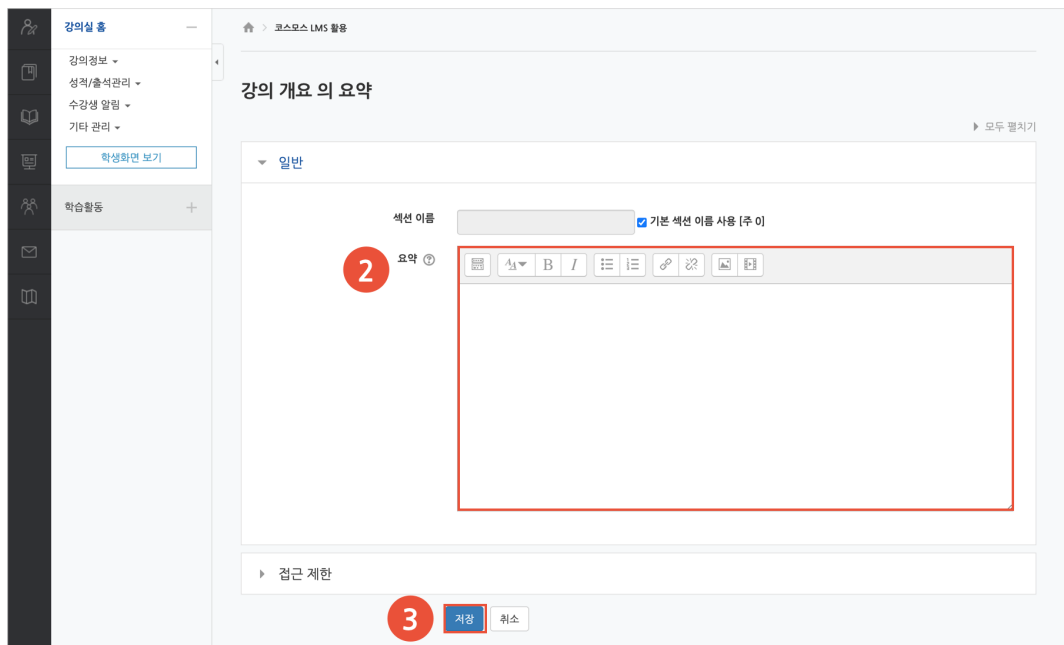 강의실 홈
강의정보
성적/출석관리
수강생 알림
기타 관리
학생화면 보기
학습활동
코스모스 LMS 활용
강의 개요 의 요약
모두 펼치기
일반
섹션 이름
기본 섹션 이름 사용 [주 0]
2
요약
B I
접근 제한
3
저장 취소